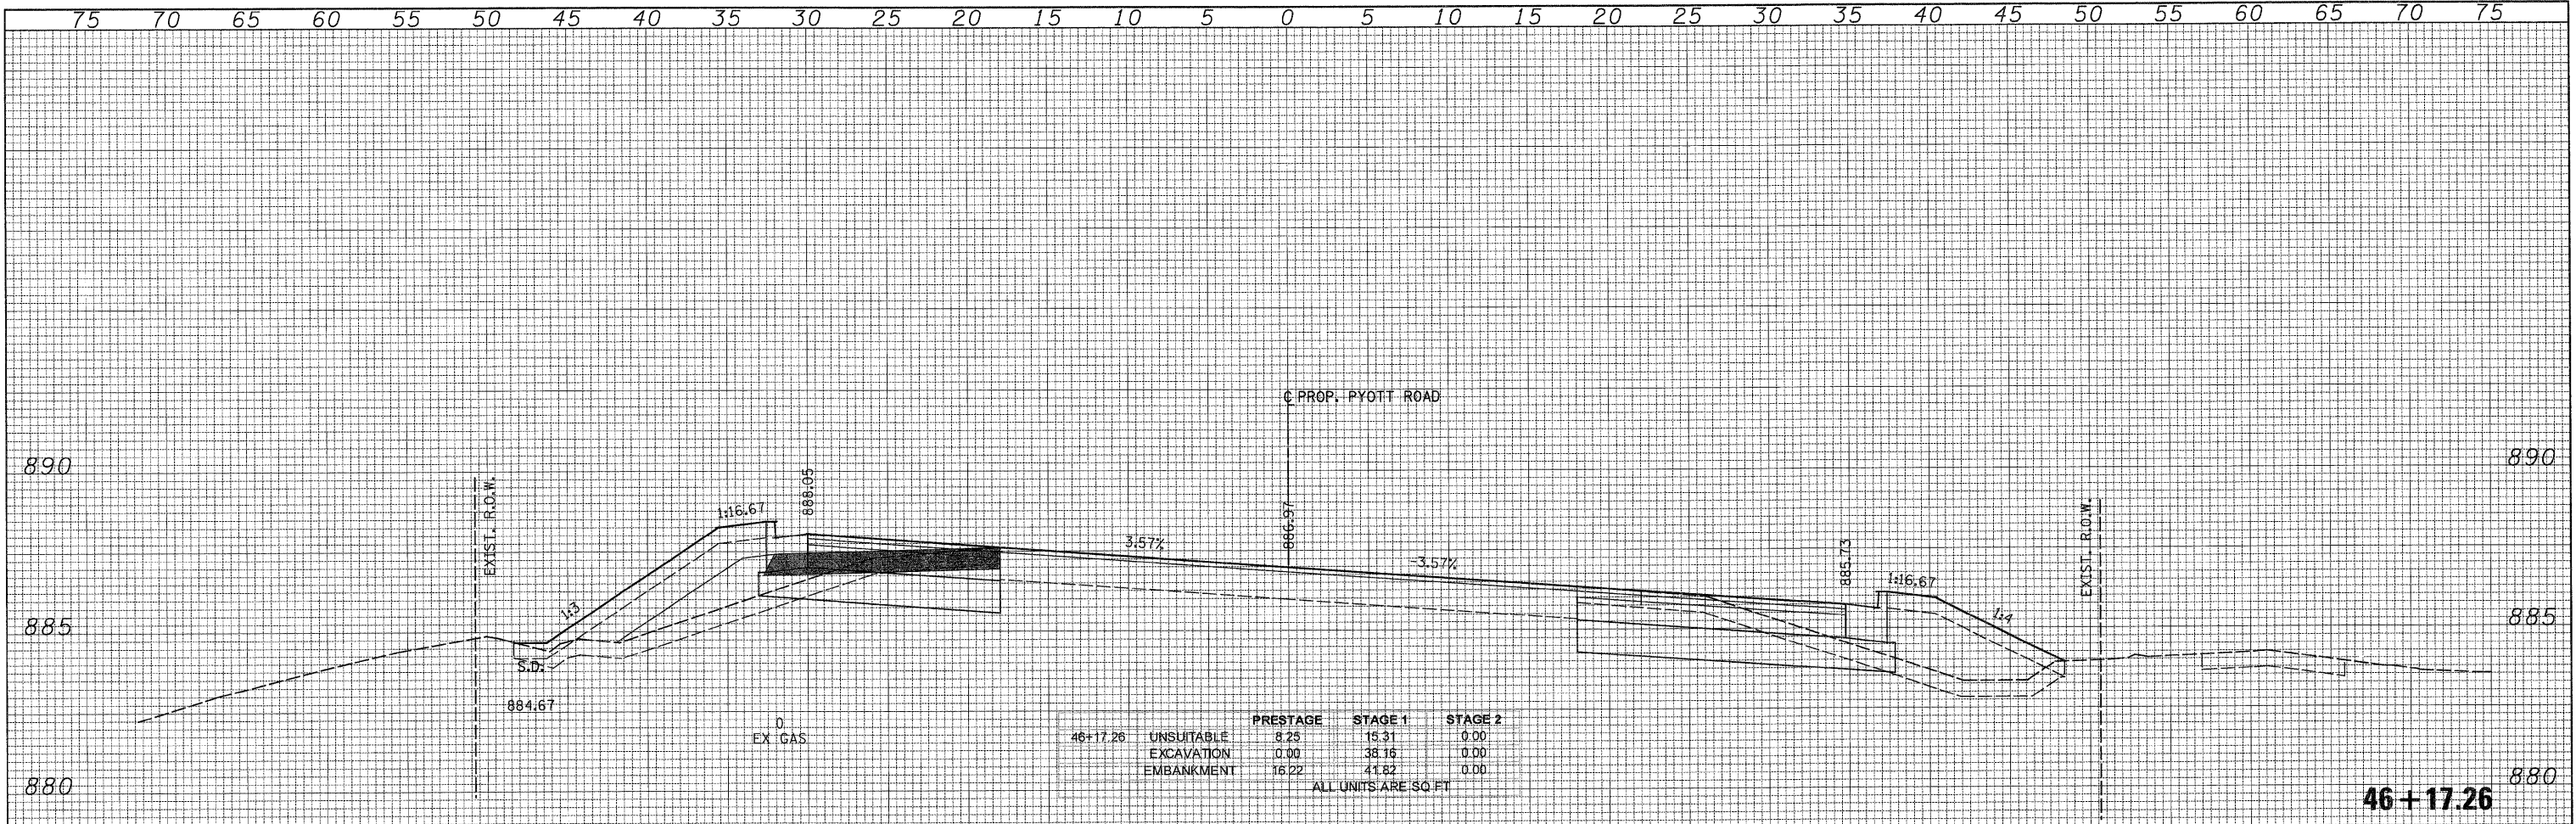 75 70 65 60 55 50 45 40 35 30 25 20 15 10 5 0 5 10 15 20 25 30 35 40 45 50 55 60 65 70 75
℄ PROP. PYOTT ROAD
890
890
EXIST. R.O.W.
1:16.67
888.05
886.97
3.57%
-3.57%
885.73
1:16.67
EXIST. R.O.W.
1:3
1:4
885
885
S.D.
884.67
0
EX GAS
PRESTAGE STAGE 1 STAGE 2
46+17.26 UNSUITABLE 8.25 15.31 0.00
EXCAVATION 0.00 38.16 0.00
EMBANKMENT 16.22 41.82 0.00
ALL UNITS ARE SQ FT
880
880
46+17.26